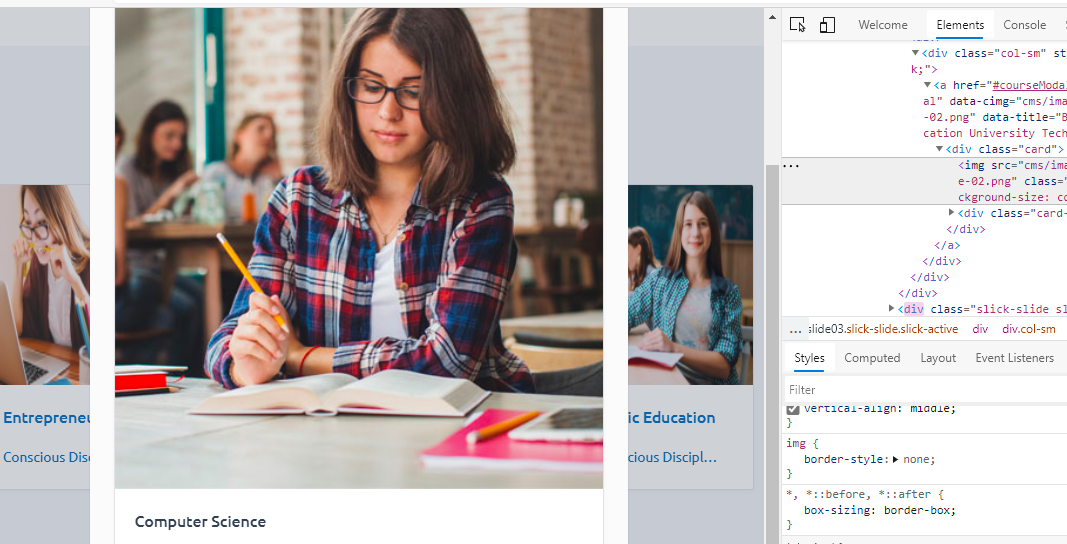 Entrepreneu
Conscious Disc
Computer Science
ic Education
cious Discipl...
Welcome
Elements
Console
<div class="col-sm" st
k;">
<a href="#courseModa
al" data-cimg="cms/ima
-02.png" data-title="B
cation University Tech
<div class="card">
...
<img src="cms/ima
e-02.png" class=
ckground-size: co
<div class="card-
</div>
</a>
</div>
</div>
</div>
<div class="slick-slide sl
... slide03.slick-slide.slick-active div div.col-sm
Styles Computed Layout Event Listeners
Filter
vertical-align: middle;
}
img {
border-style: none;
}
*, *::before, *::after {
box-sizing: border-box;
}